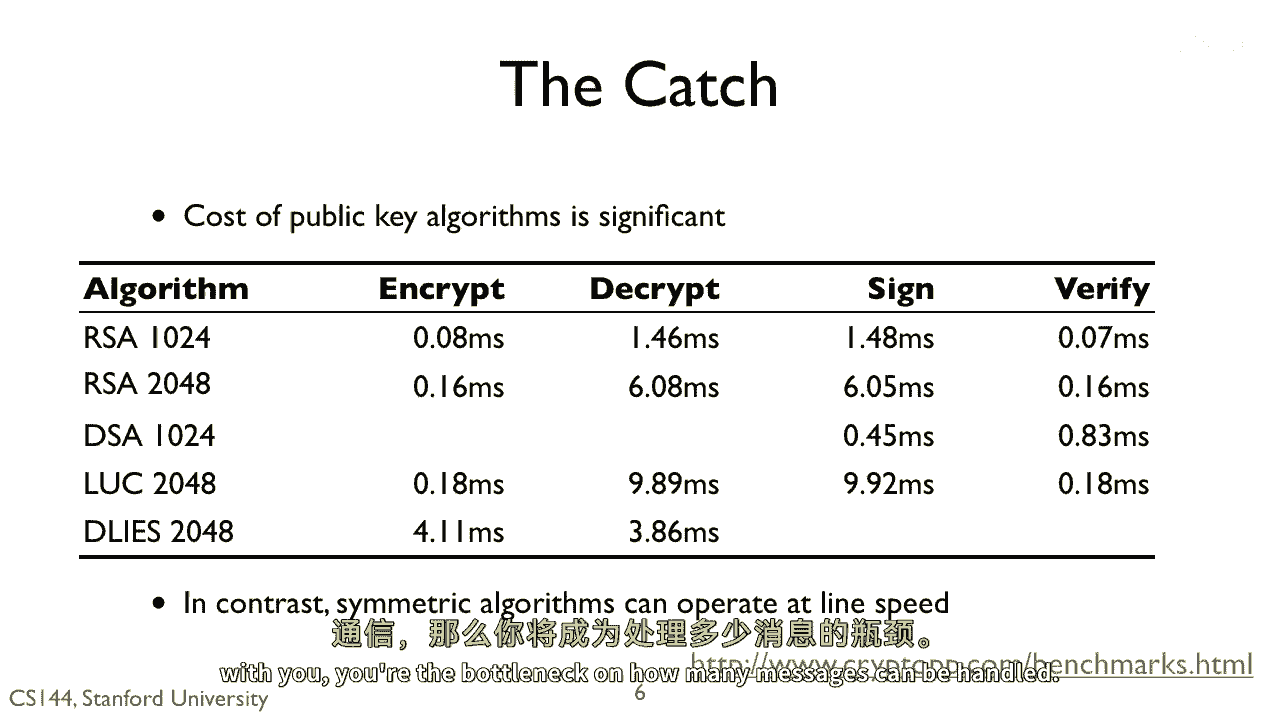 The Catch
• Cost of public key algorithms is significant
Algorithm Encrypt Decrypt Sign Verify
RSA 1024 0.08ms 1.46ms 1.48ms 0.07ms
RSA 2048 0.16ms 6.08ms 6.05ms 0.16ms
DSA 1024 0.45ms 0.83ms
LUC 2048 0.18ms 9.89ms 9.92ms 0.18ms
DLIES 2048 4.11ms 3.86ms
• In contrast, symmetric algorithms can operate at line speed
通信，那么你将成为处理多少消息的瓶颈。
http://www.cryptopp.com/benchmarks.html
with you, you're the bottleneck on how many messages can be handled.
CS144, Stanford University
6